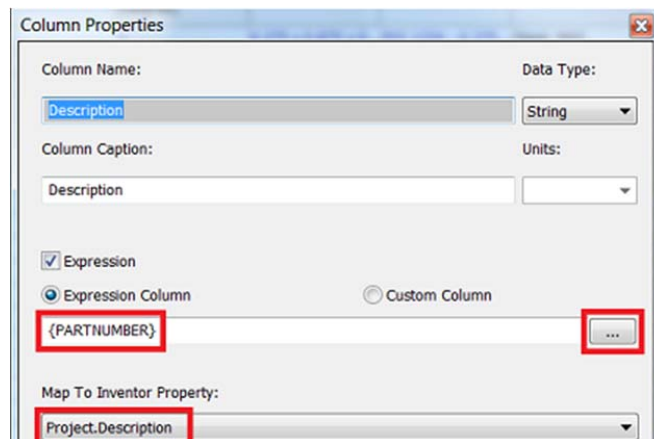 Column Properties
Column Name: Data Type:
Description String
Column Caption: Units:
Description
Expression
Expression Column Custom Column
{PARTNUMBER} ...
Map To Inventor Property:
Project.Description